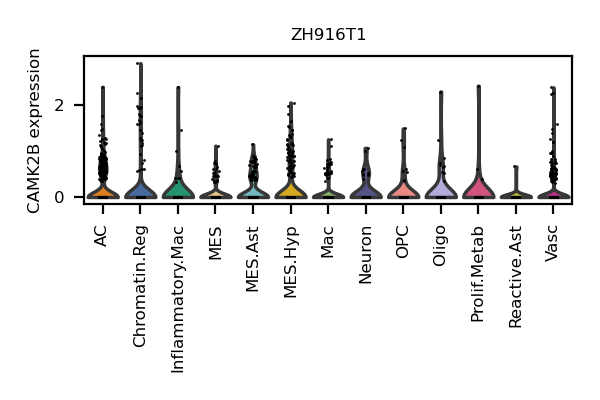 ZH916T1
CAMK2B expression
2
0
AC
Chromatin.Reg
Inflammatory.Mac
MES
MES.Ast
MES.Hyp
Mac
Neuron
OPC
Oligo
Prolif.Metab
Reactive.Ast
Vasc